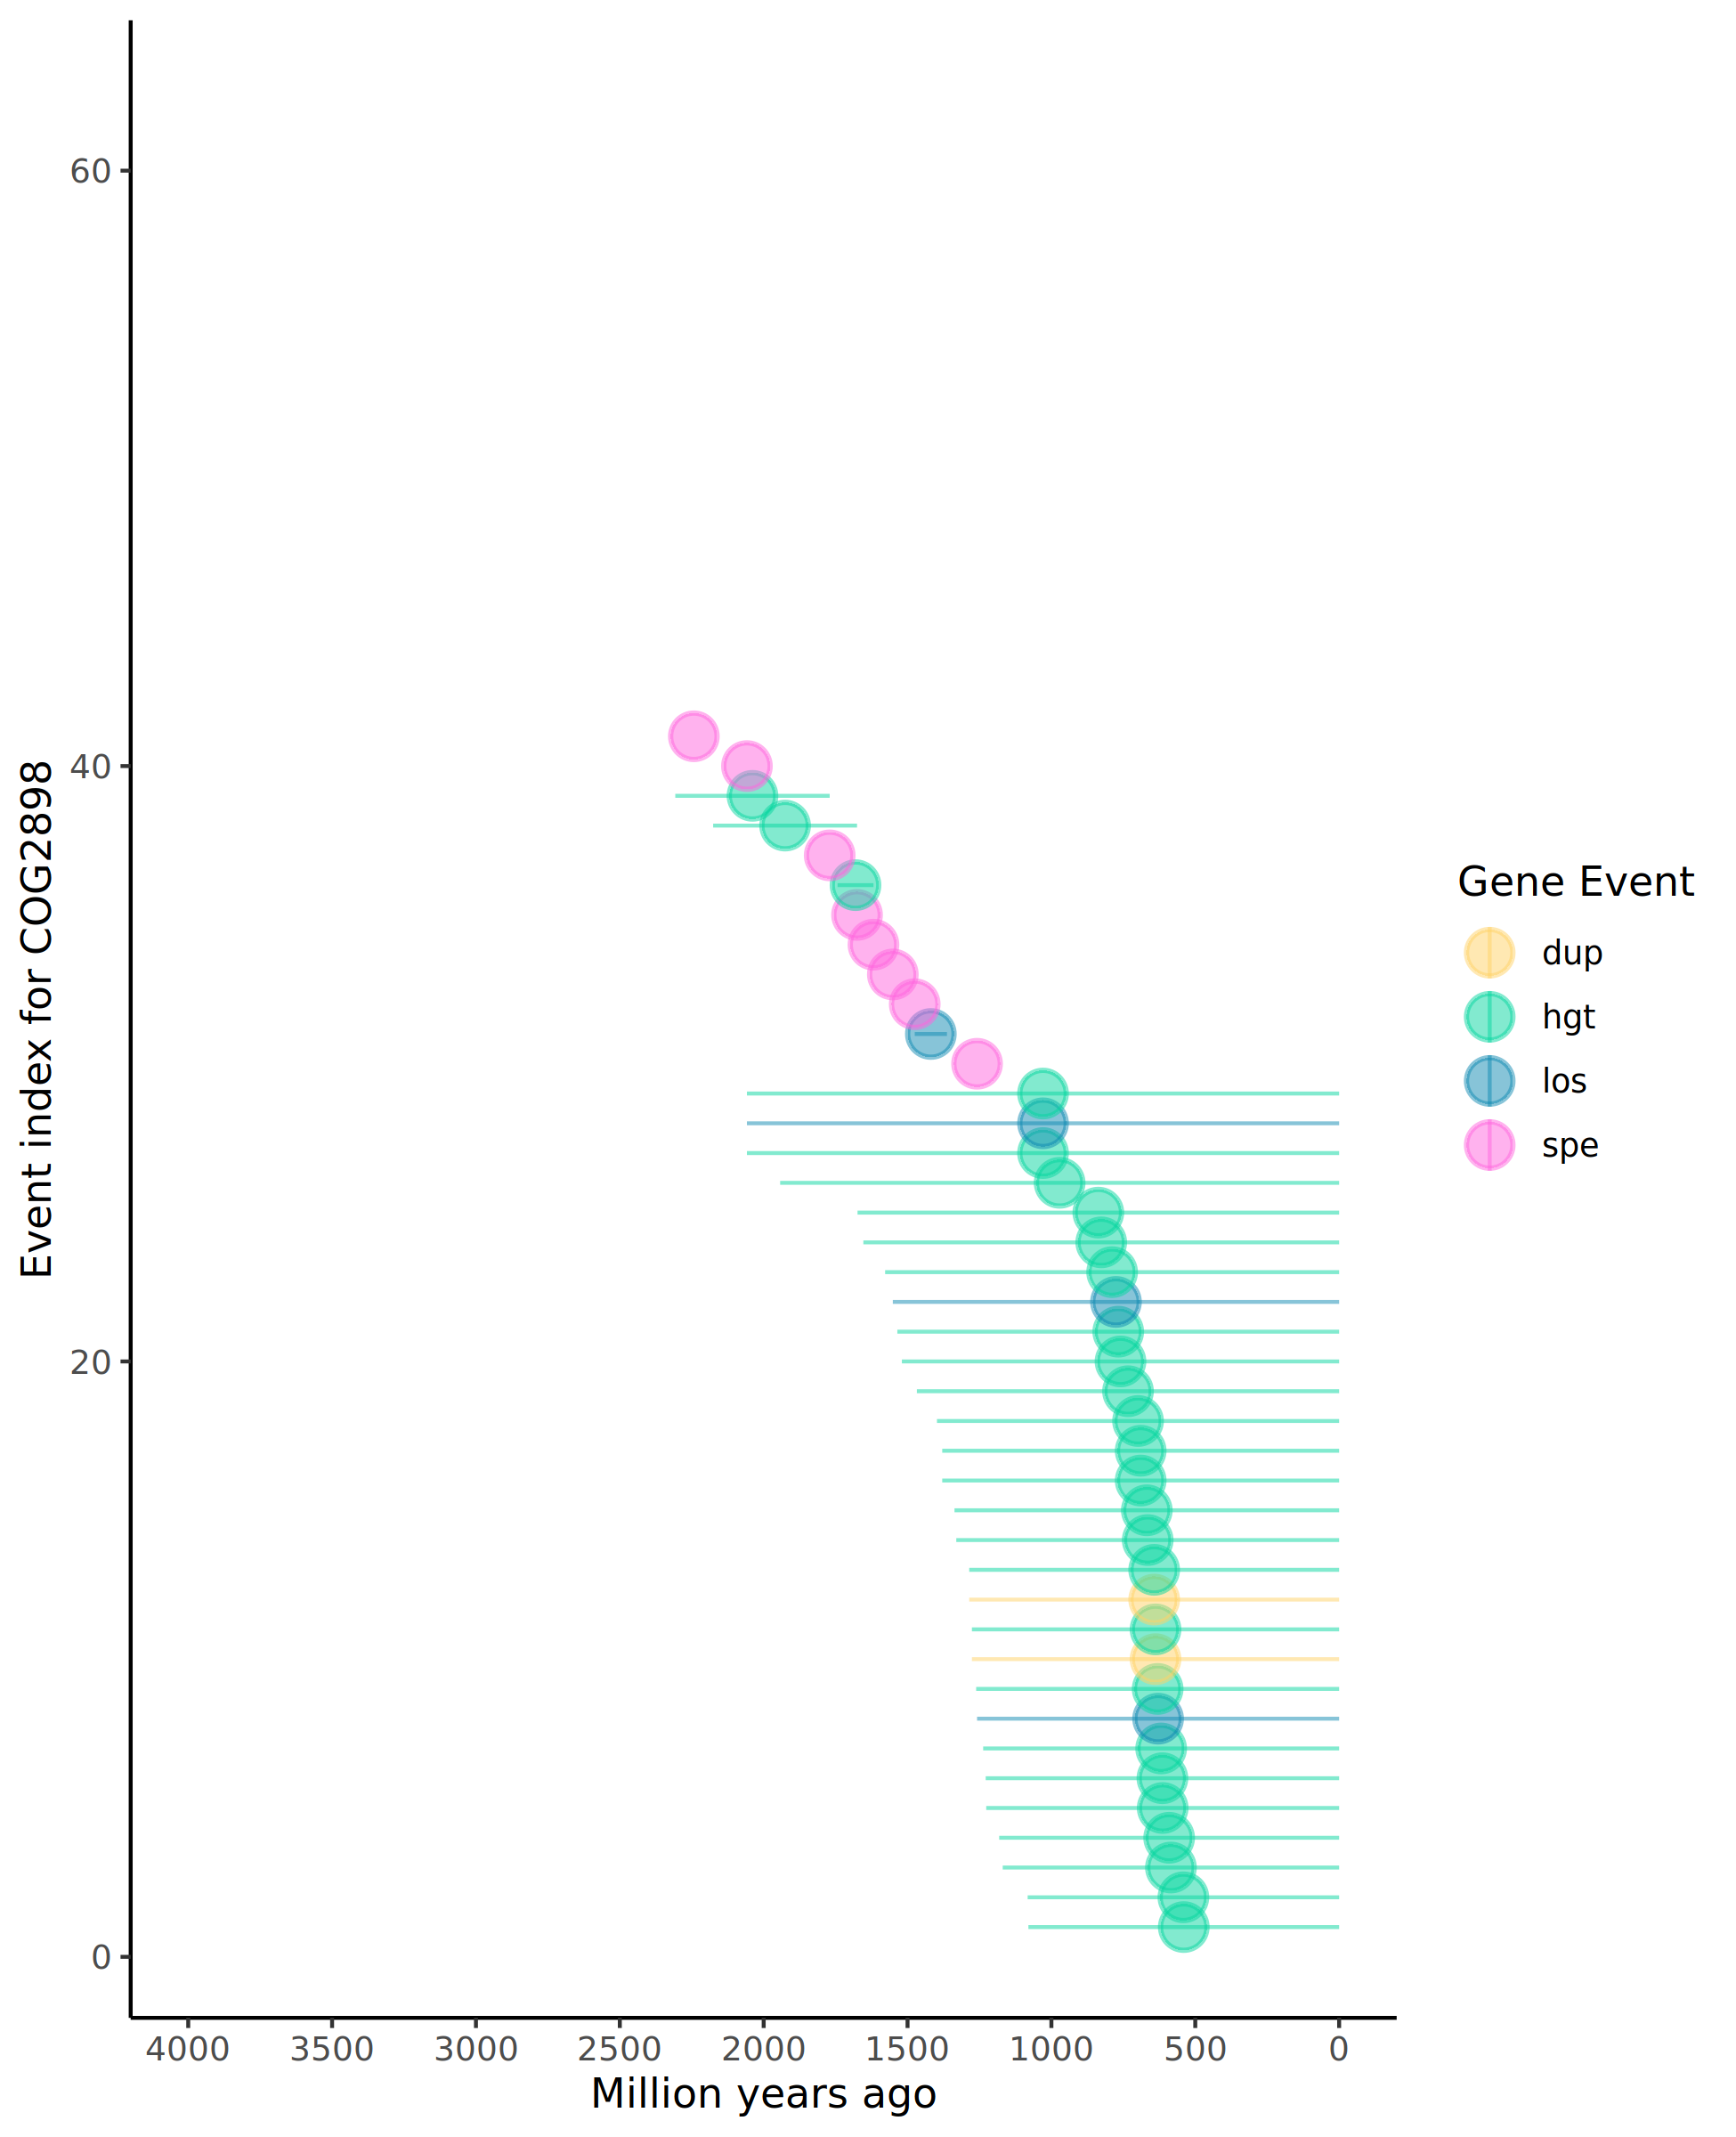 Event index for COG2898
60
40
20
0
4000 3500 3000 2500 2000 1500 1000 500 0
Million years ago
Gene Event
dup
hgt
los
spe